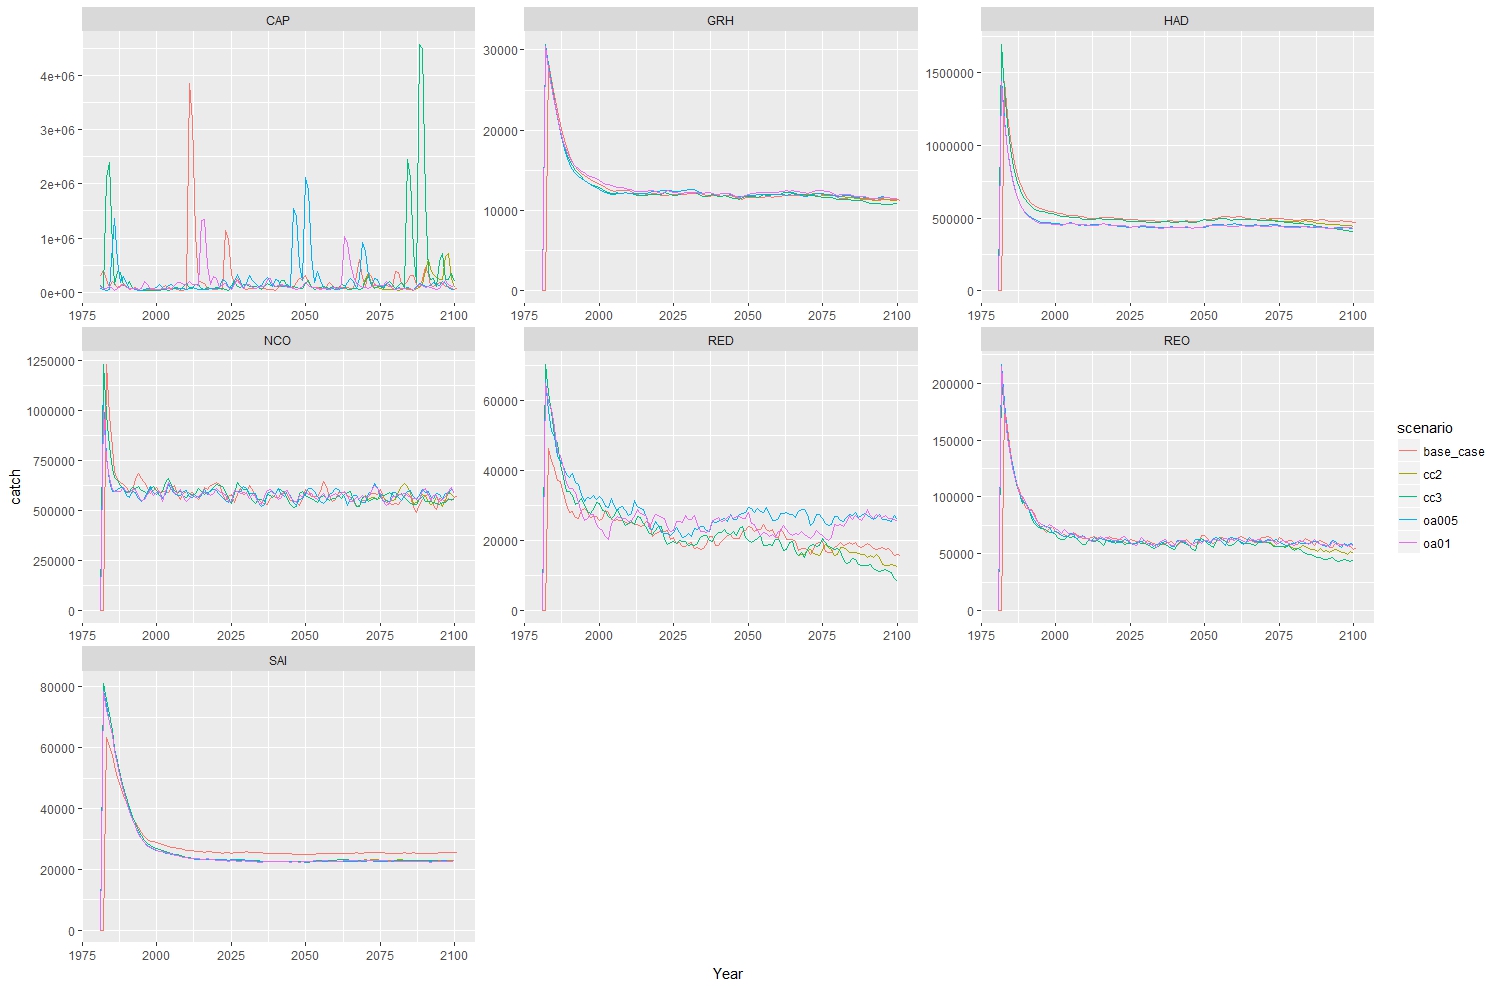 CAP GRH HAD
4e+06
3e+06
2e+06
1e+06
0e+00
30000
20000
10000
0
1500000
1000000
500000
0
1975 2000 2025 2050 2075 2100
1975 2000 2025 2050 2075 2100
1975 2000 2025 2050 2075 2100
NCO RED REO
1250000
1000000
750000
500000
250000
0
60000
40000
20000
0
200000
150000
100000
50000
0
1975 2000 2025 2050 2075 2100
1975 2000 2025 2050 2075 2100
1975 2000 2025 2050 2075 2100
SAI
80000
60000
40000
20000
0
1975 2000 2025 2050 2075 2100
catch
Year
scenario
base_case
cc2
cc3
oa005
oa01